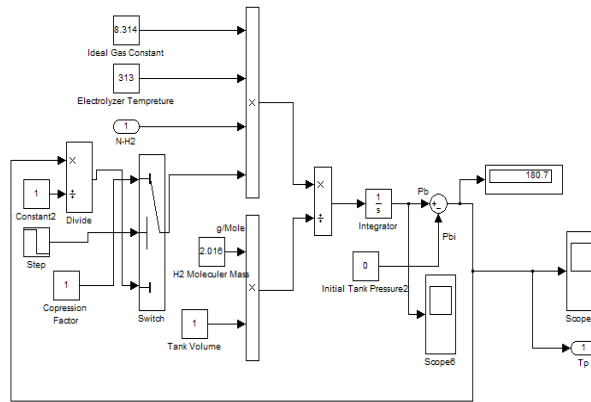 8.314
Ideal Gas Constant
313
Electrolyzer Tempreture
1
N-H2
×
×
÷
1
Constant2
Divide
Step
1
Copression
Factor
Switch
g/Mole
2.016
H2 Moleculer Mass
×
1
Tank Volume
×
÷
1
s
Integrator
Pb
+
−
Pbi
180.7
0
Initial Tank Pressure2
Scope6
Scope
1
Tp